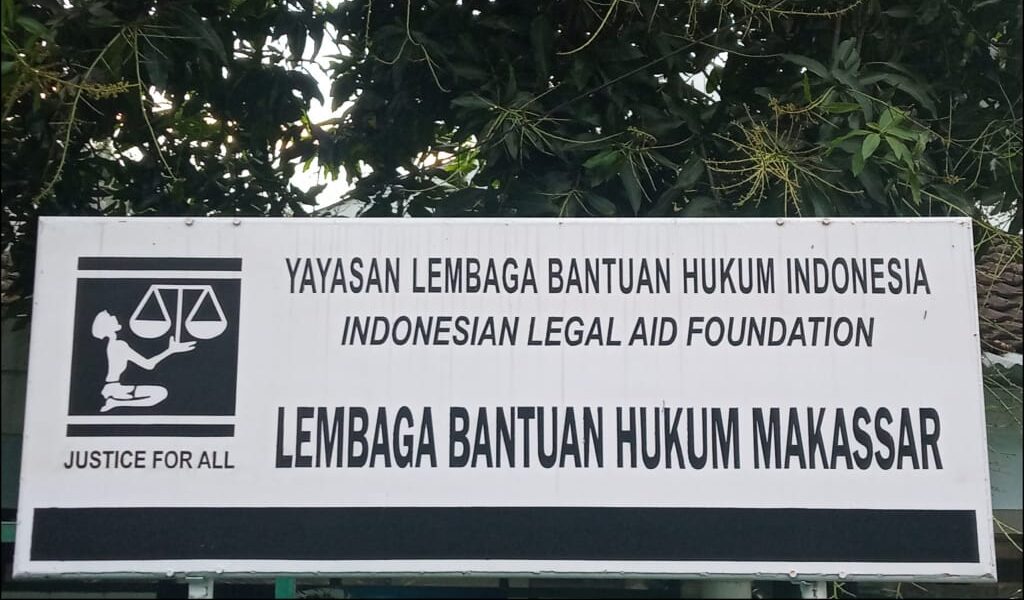 YAYASAN LEMBAGA BANTUAN HUKUM INDONESIA
INDONESIAN LEGAL AID FOUNDATION
LEMBAGA BANTUAN HUKUM MAKASSAR
JUSTICE FOR ALL